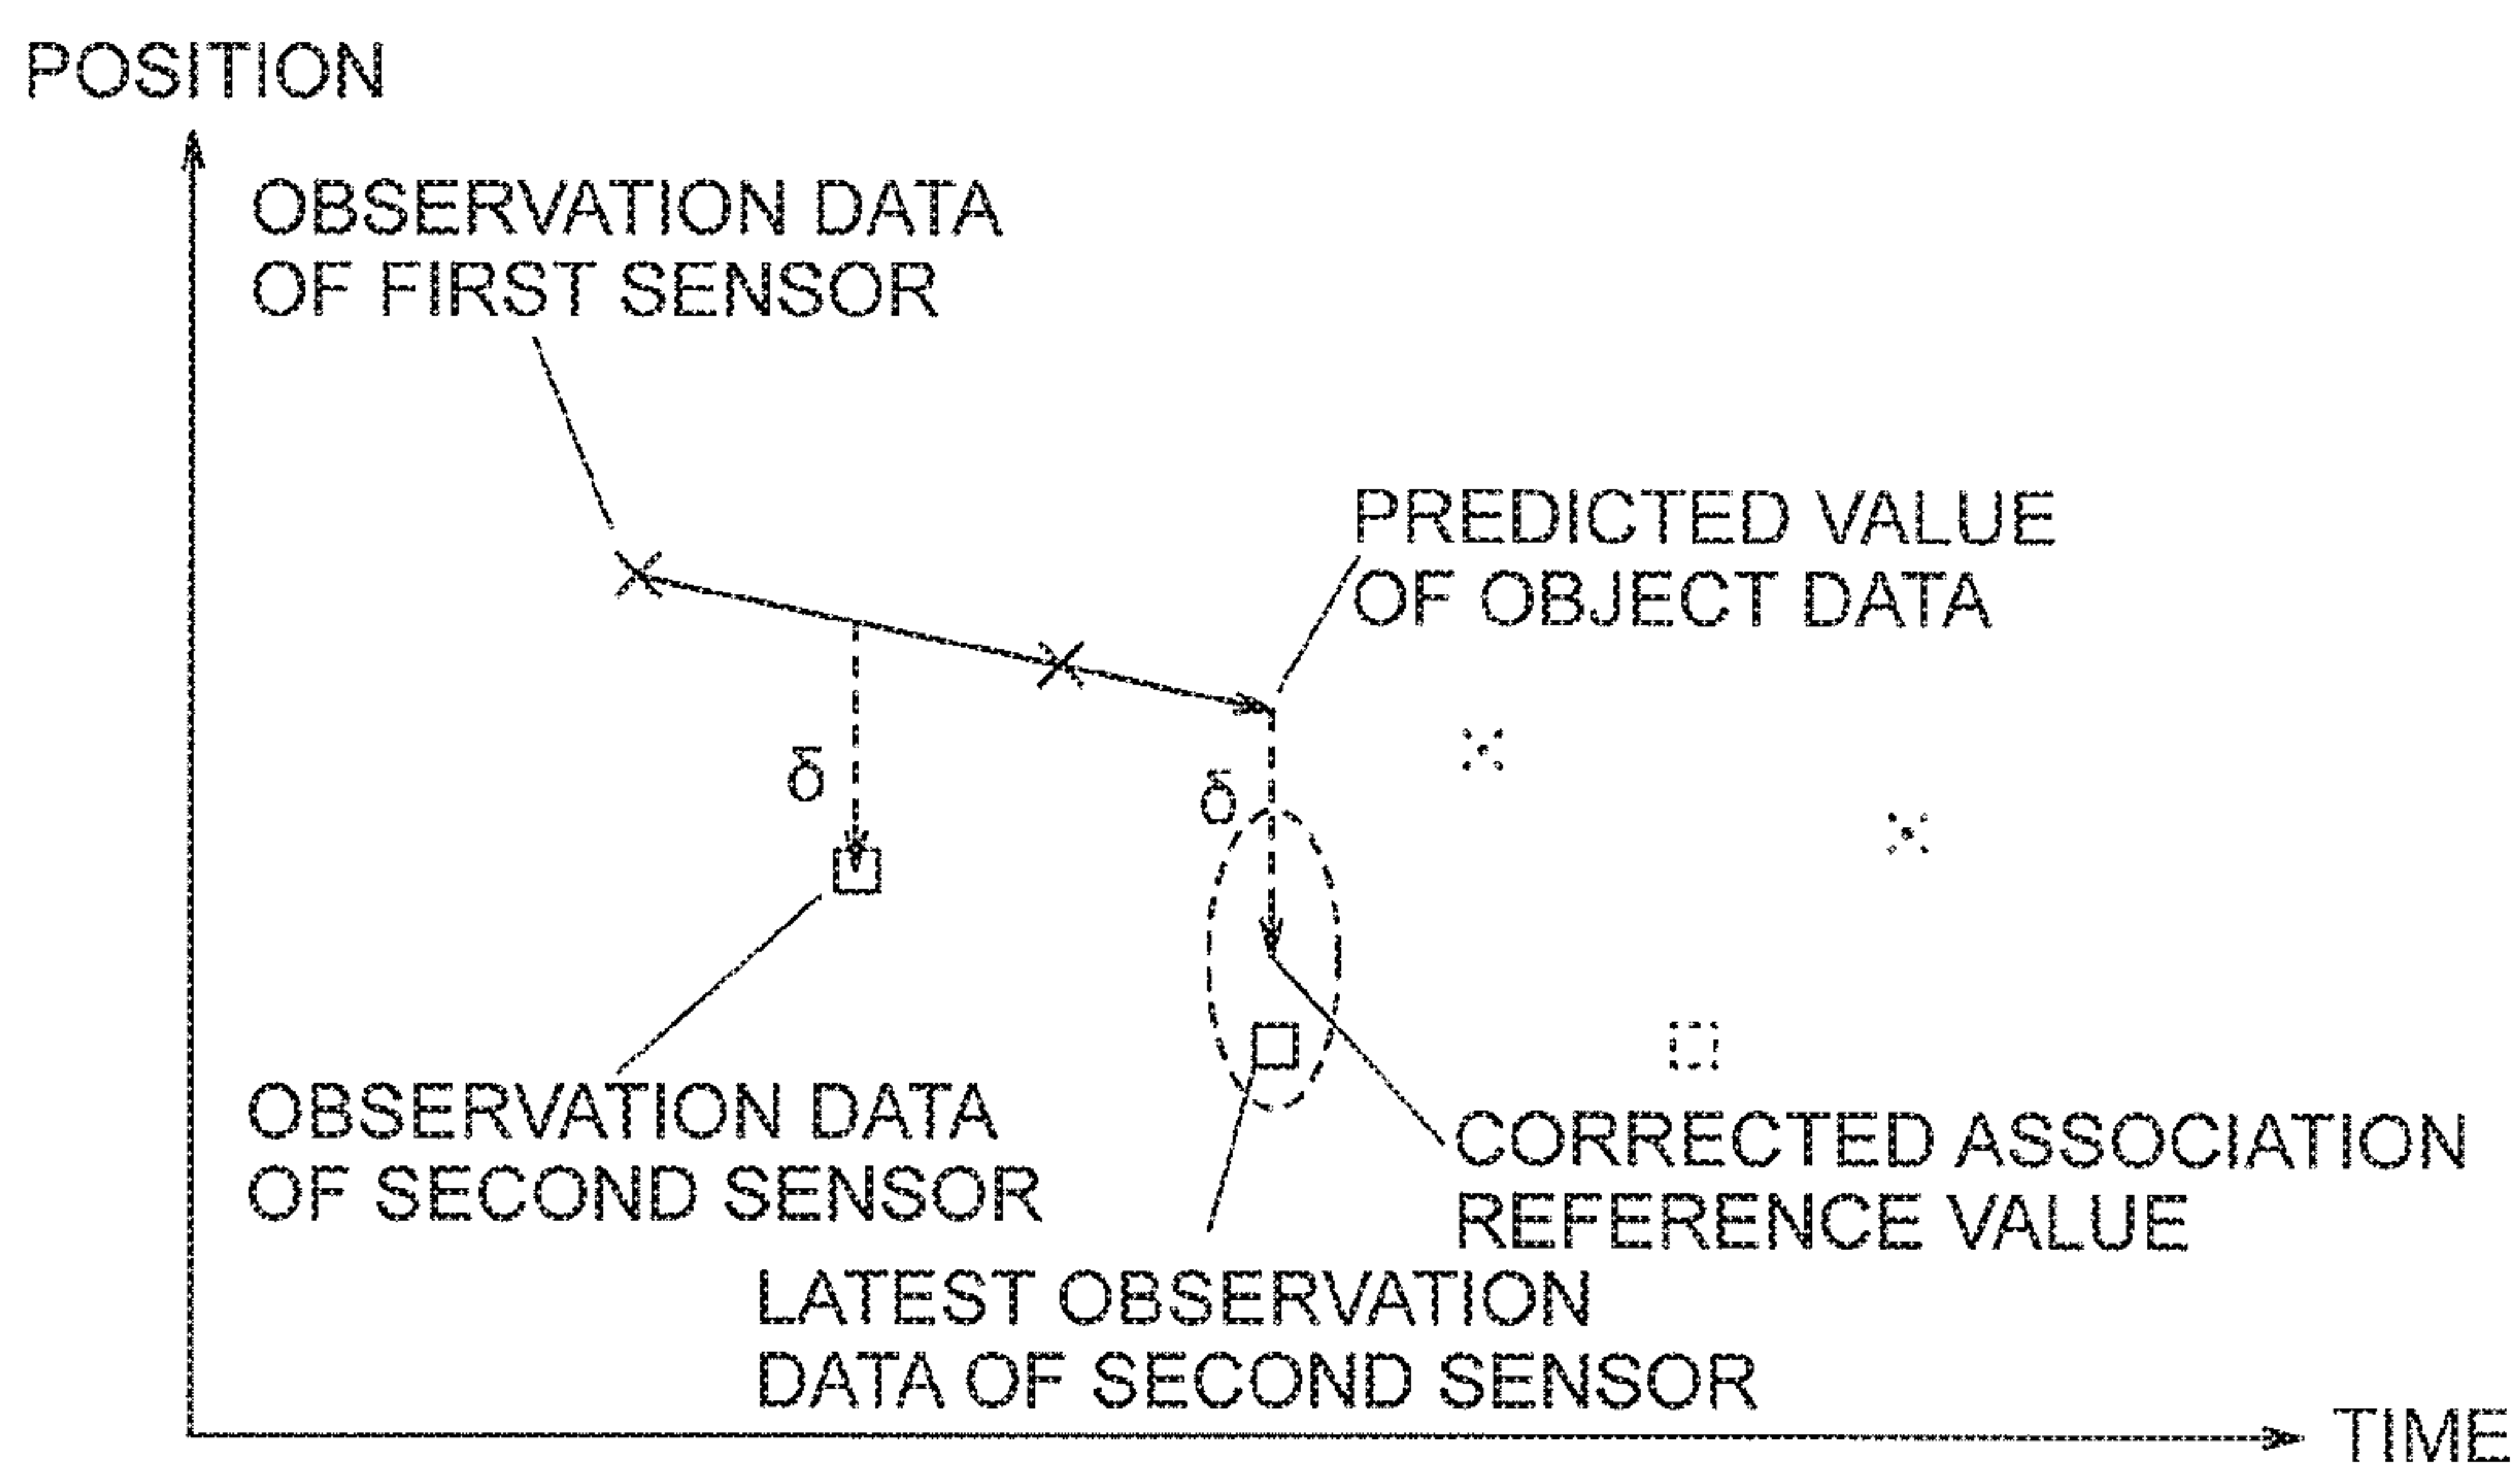 POSITION
OBSERVATION DATA
OF FIRST SENSOR
PREDICTED VALUE
OF OBJECT DATA
δ
δ
OBSERVATION DATA
OF SECOND SENSOR
CORRECTED ASSOCIATION
REFERENCE VALUE
LATEST OBSERVATION
DATA OF SECOND SENSOR
TIME